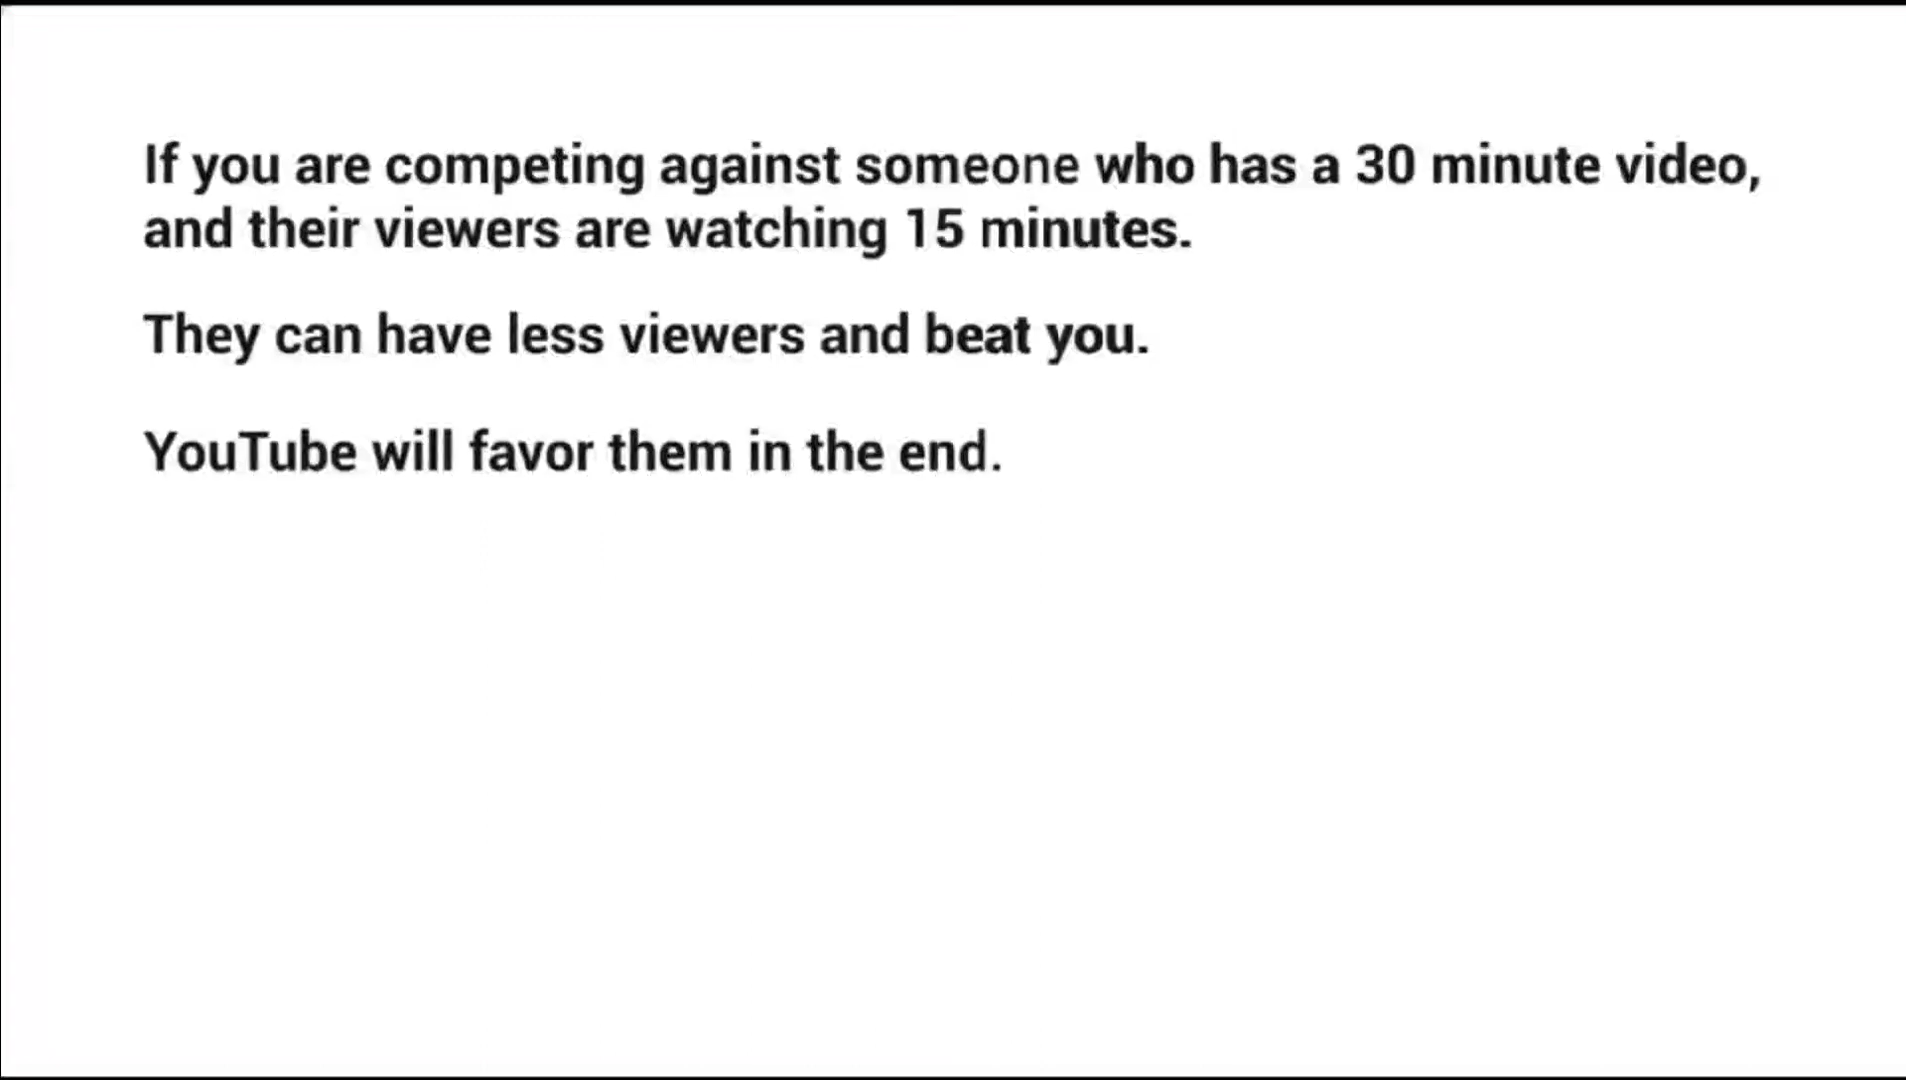 If you are competing against someone who has a 30 minute video,
and their viewers are watching 15 minutes.
They can have less viewers and beat you.
YouTube will favor them in the end.